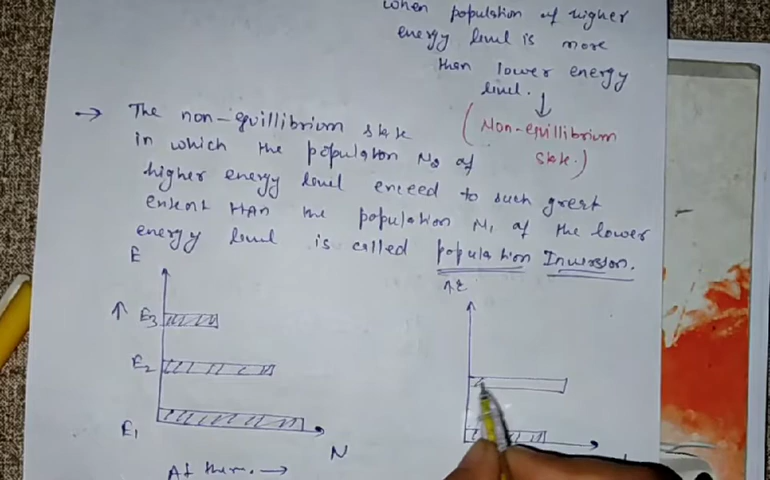 when population of higher
energy level is more
than lower energy
level.
(Non-equillibrium
state.)
→ The non-equillibrium state
in which the population N₂ of
higher energy level exceed to such great
extent than the population N₁ of the lower
energy level is called population Inversion.
E
↑ E3
E2
E1
N
At them. →
↑E